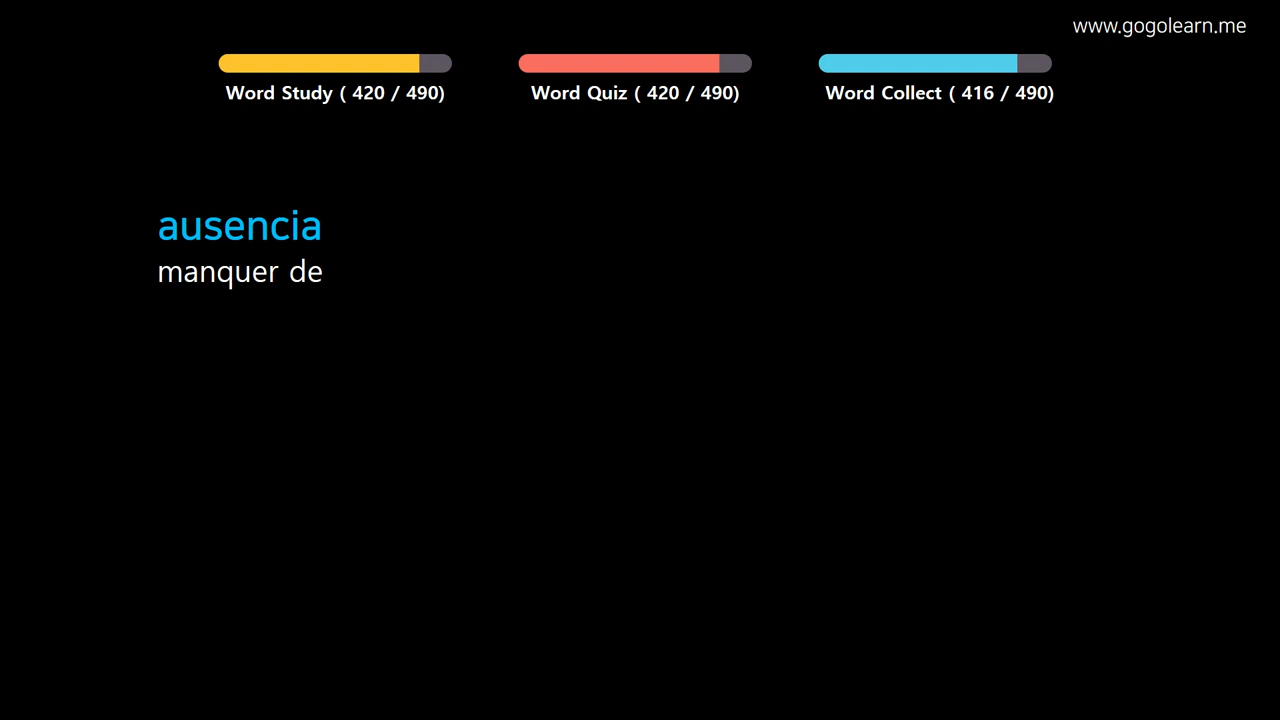 www.gogolearn.me
Word Study ( 420 / 490)
Word Quiz ( 420 / 490)
Word Collect ( 416 / 490)
ausencia
manquer de